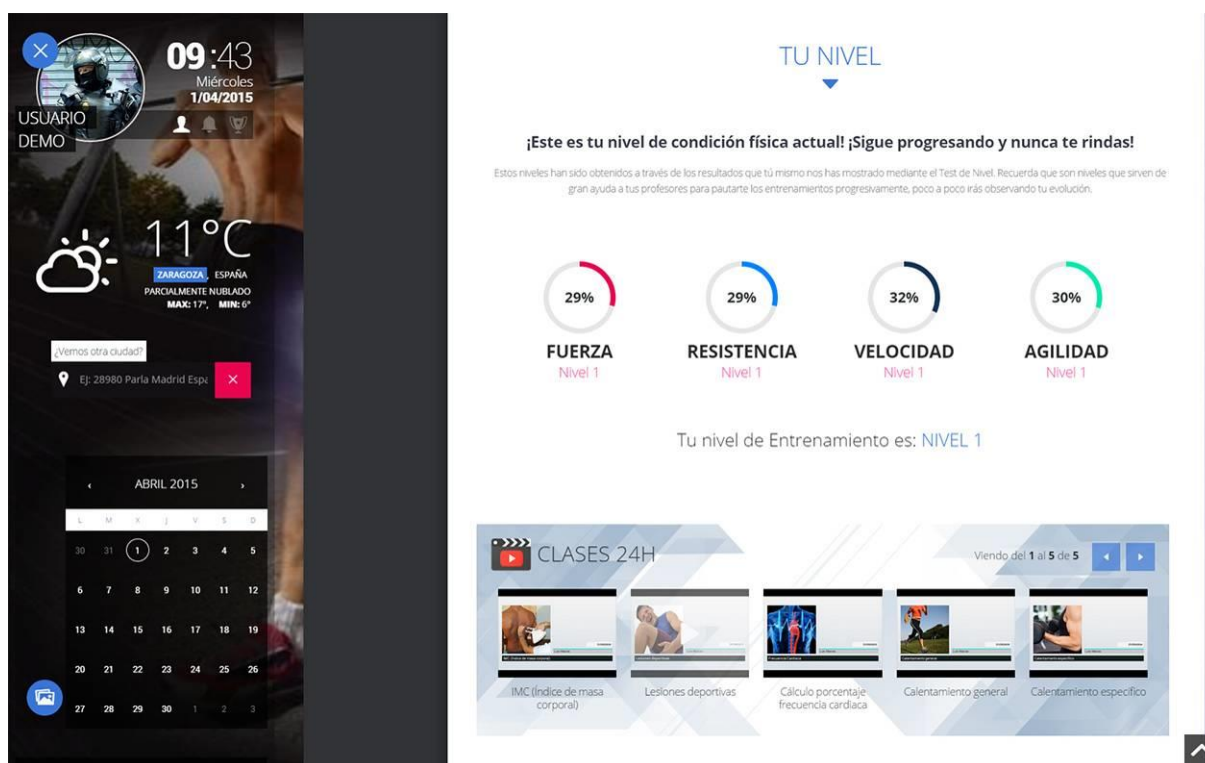 09:43
Miércoles
1/04/2015
USUARIO
DEMO
11°C
ZARAGOZA, ESPAÑA
PARCIALMENTE NUBLADO
MAX: 17°, MIN: 6°
¿Vemos otra ciudad?
EJ: 28980 Parla Madrid Espa
‹ ABRIL 2015 ›
L M X J V S D
30 31 1 2 3 4 5
6 7 8 9 10 11 12
13 14 15 16 17 18 19
20 21 22 23 24 25 26
27 28 29 30 1 2 3
TU NIVEL
¡Este es tu nivel de condición física actual! ¡Sigue progresando y nunca te rindas!
Estos niveles han sido obtenidos a través de los resultados que tú mismo nos has mostrado mediante el Test de Nivel. Recuerda que son niveles que sirven de
gran ayuda a tus profesores para pautarte los entrenamientos progresivamente, poco a poco irás observando tu evolución.
29% 29% 32% 30%
FUERZA RESISTENCIA VELOCIDAD AGILIDAD
Nivel 1 Nivel 1 Nivel 1 Nivel 1
Tu nivel de Entrenamiento es: NIVEL 1
CLASES 24H
Viendo del 1 al 5 de 5
IMC (Índice de masa corporal)
Lesiones deportivas
Cálculo porcentaje
frecuencia cardiaca
Calentamiento general
Calentamiento específico